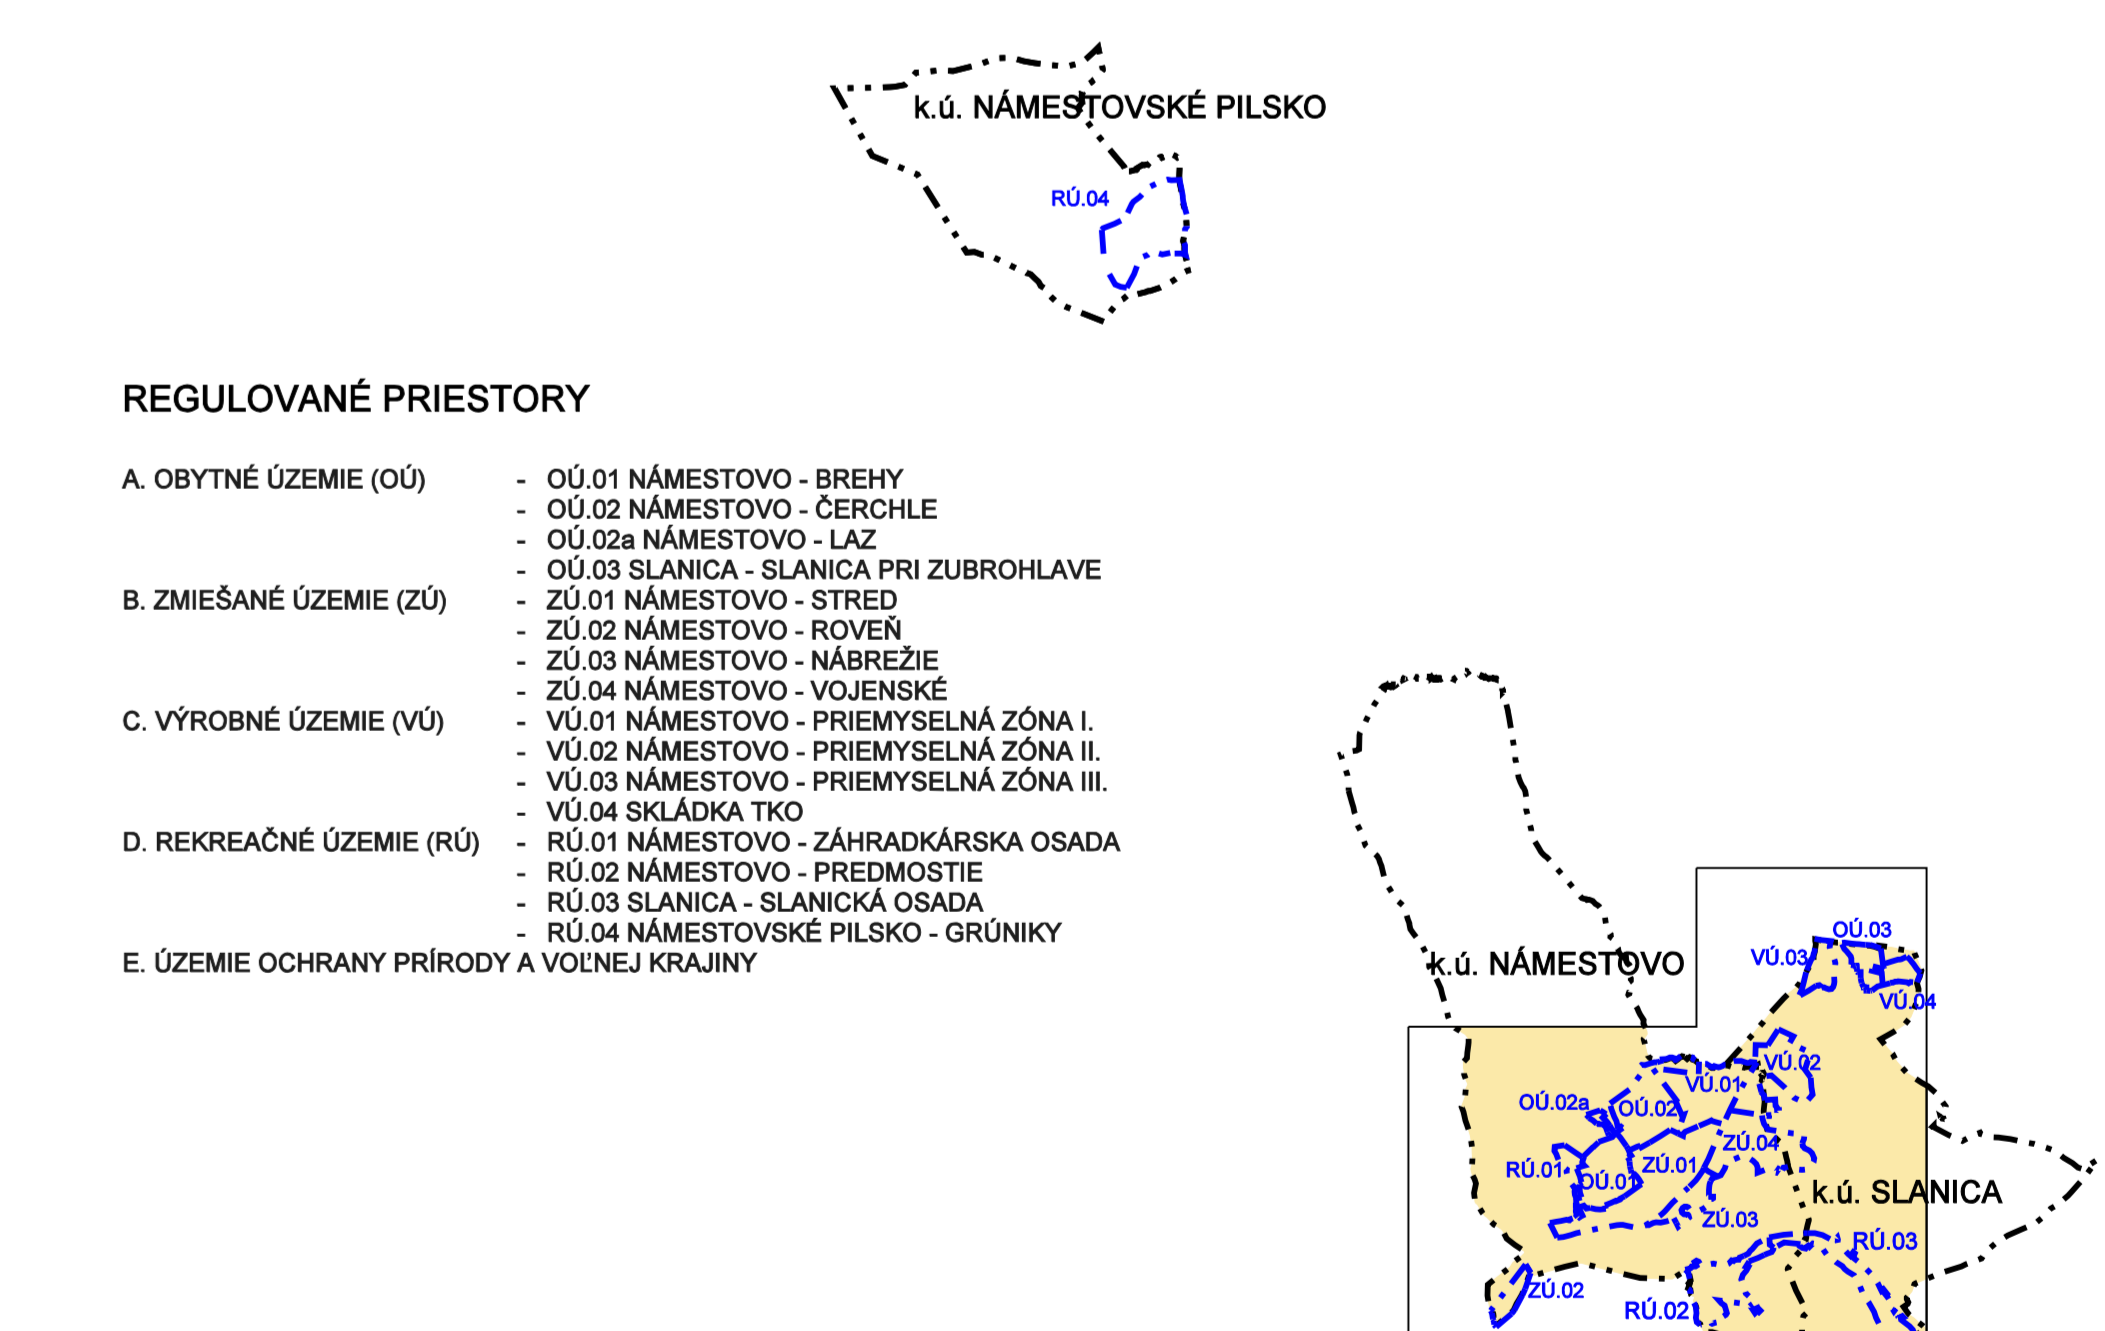 k.ú. NÁMESTOVSKÉ PILSKO
RÚ.04
REGULOVANÉ PRIESTORY
A. OBYTNÉ ÚZEMIE (OÚ) - OÚ.01 NÁMESTOVO - BREHY
- OÚ.02 NÁMESTOVO - ČERCHLE
- OÚ.02a NÁMESTOVO - LAZ
- OÚ.03 SLANICA - SLANICA PRI ZUBROHLAVE
B. ZMIEŠANÉ ÚZEMIE (ZÚ) - ZÚ.01 NÁMESTOVO - STRED
- ZÚ.02 NÁMESTOVO - ROVEŇ
- ZÚ.03 NÁMESTOVO - NÁBREŽIE
- ZÚ.04 NÁMESTOVO - VOJENSKÉ
C. VÝROBNÉ ÚZEMIE (VÚ) - VÚ.01 NÁMESTOVO - PRIEMYSELNÁ ZÓNA I.
- VÚ.02 NÁMESTOVO - PRIEMYSELNÁ ZÓNA II.
- VÚ.03 NÁMESTOVO - PRIEMYSELNÁ ZÓNA III.
- VÚ.04 SKLÁDKA TKO
D. REKREAČNÉ ÚZEMIE (RÚ) - RÚ.01 NÁMESTOVO - ZÁHRADKÁRSKA OSADA
- RÚ.02 NÁMESTOVO - PREDMOSTIE
- RÚ.03 SLANICA - SLANICKÁ OSADA
- RÚ.04 NÁMESTOVSKÉ PILSKO - GRÚNIKY
E. ÚZEMIE OCHRANY PRÍRODY A VOĽNEJ KRAJINY
OÚ.03
VÚ.03
k.ú. NÁMESTOVO
VÚ.04
VÚ.02
VÚ.01
OÚ.02a
OÚ.02
ZÚ.04
ZÚ.01
RÚ.01
OÚ.01
k.ú. SLANICA
ZÚ.03
RÚ.03
ZÚ.02
RÚ.02